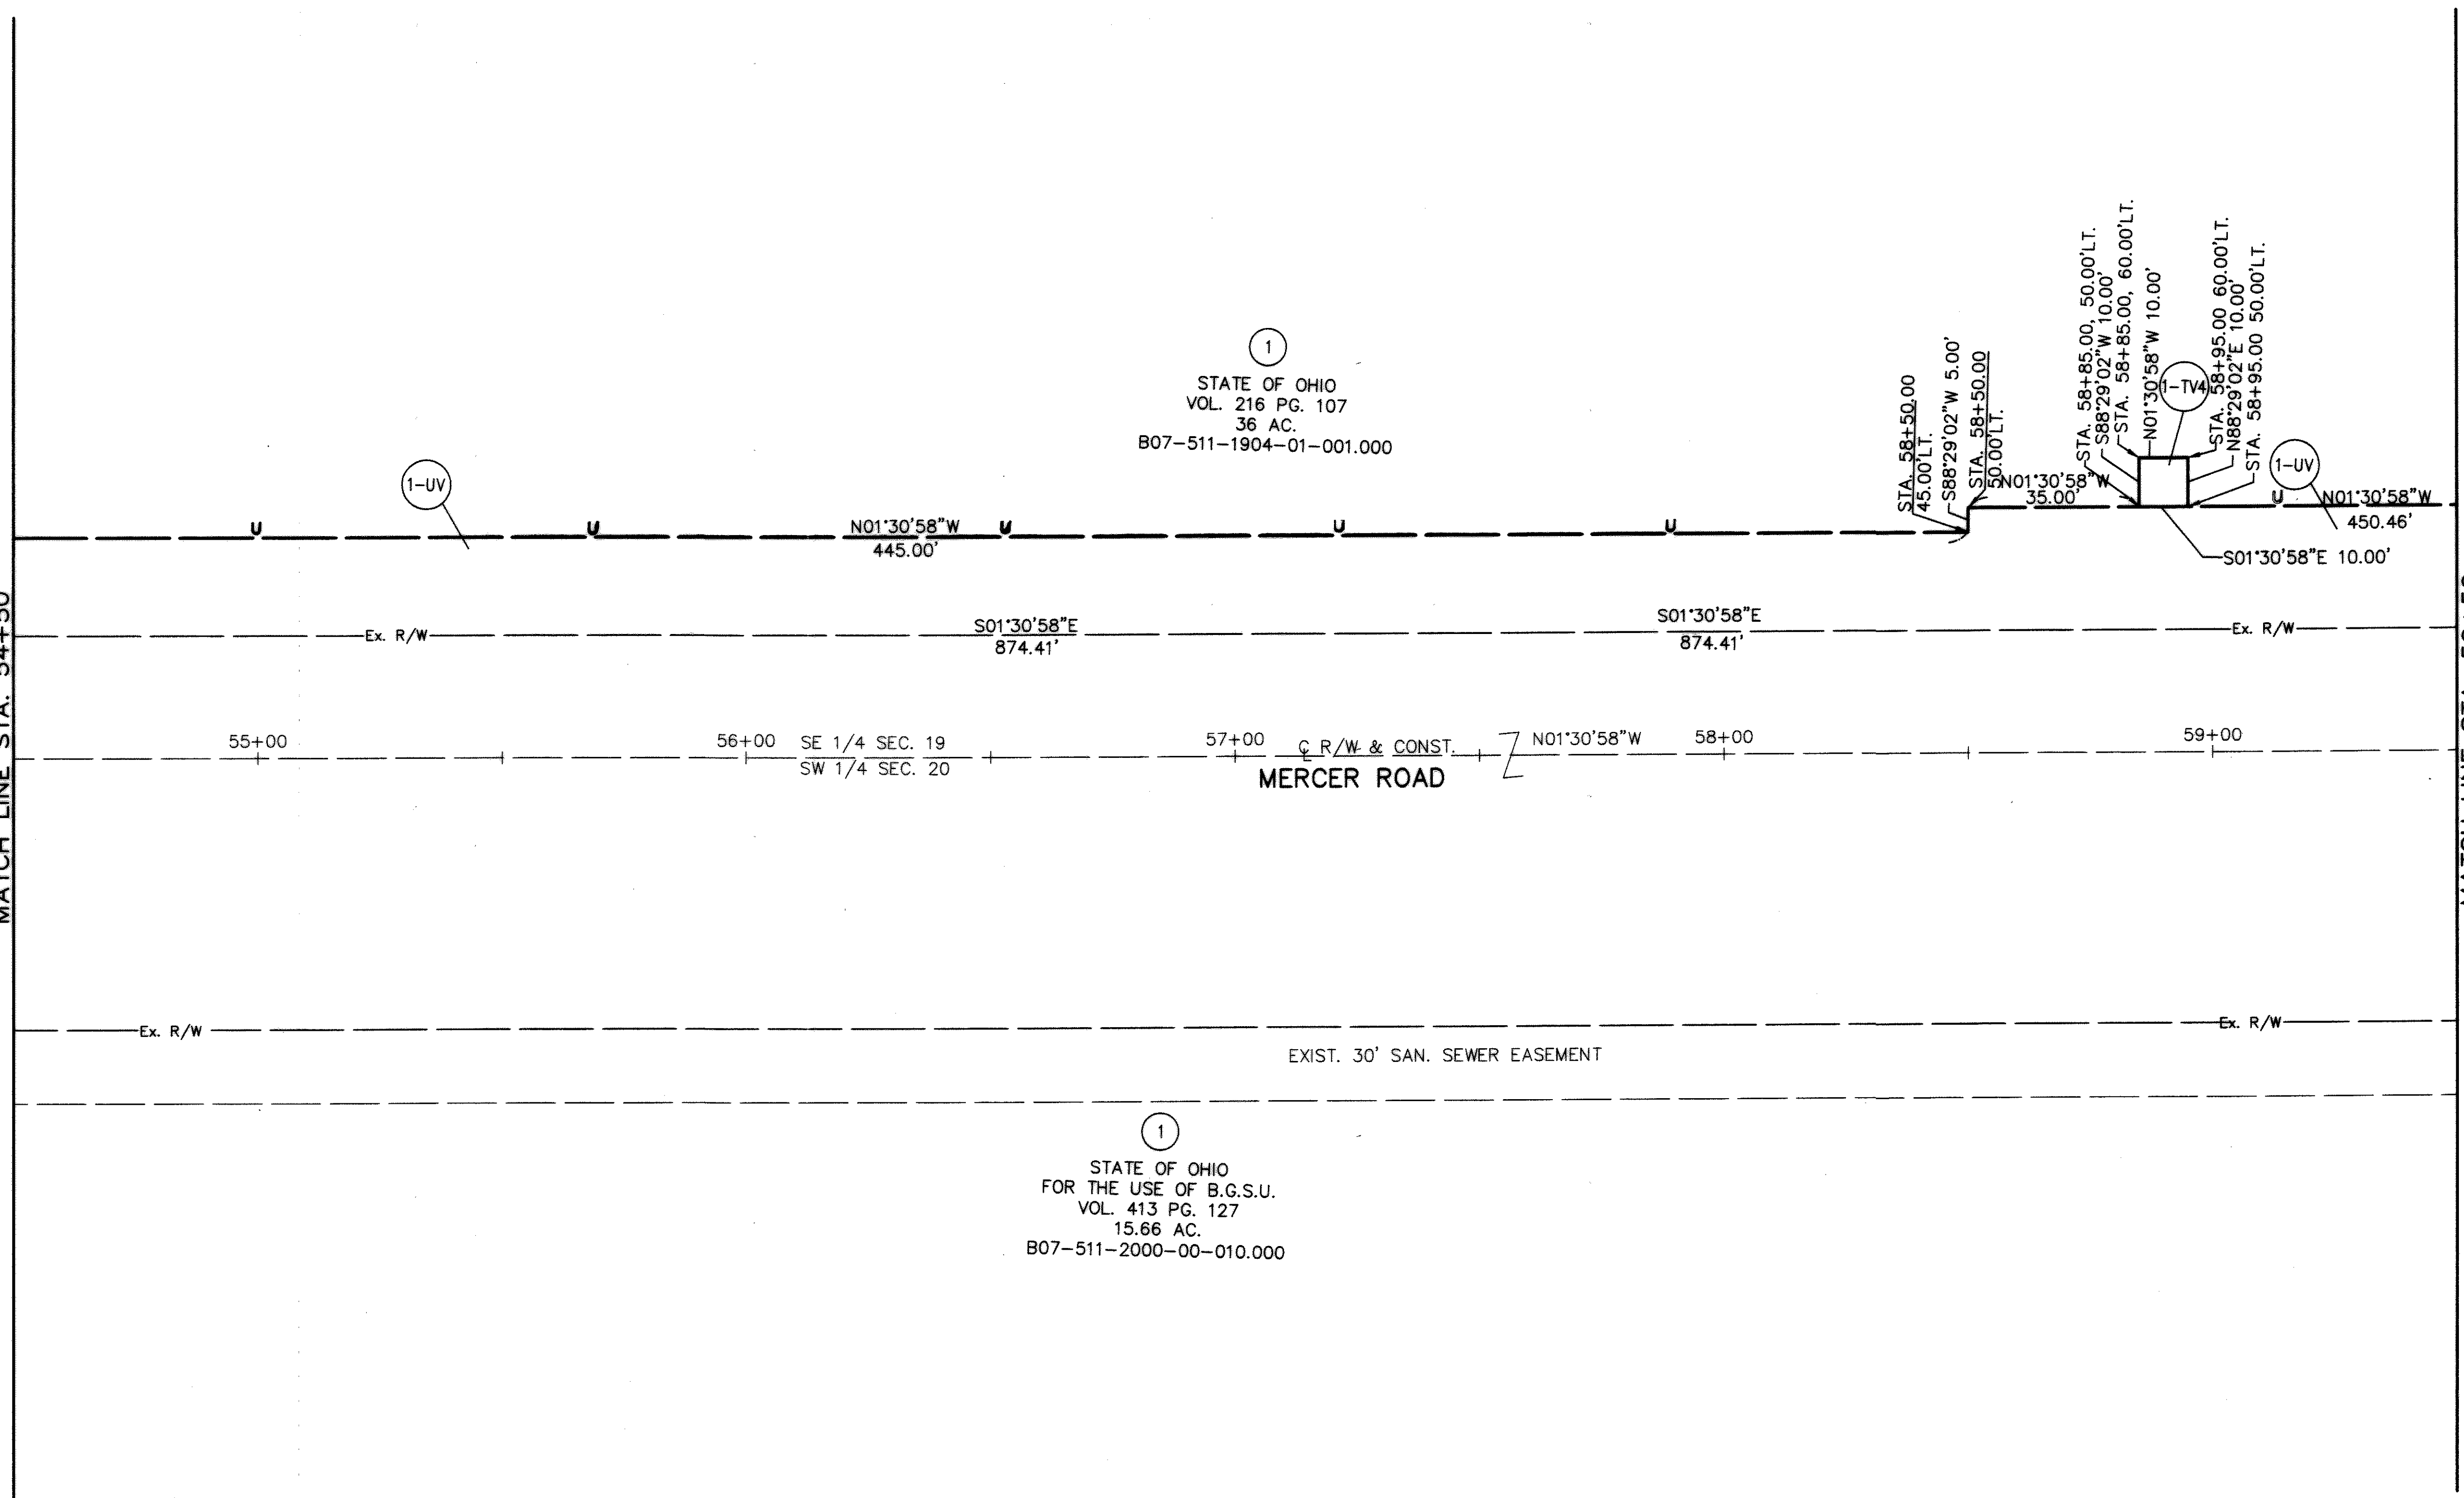 STA. 58+85.00, 50.00'LT.
S88°29'02"W 10.00'
STA. 58+85.00, 60.00'LT.
N01°30'58"W 10.00'
1-TV4
STA. 58+95.00 60.00'LT.
N88°29'02"E 10.00'
STA. 58+95.00 50.00'LT.
1
STATE OF OHIO
VOL. 216 PG. 107
36 AC.
B07-511-1904-01-001.000
STA. 58+50.00
45.00'LT.
S88°29'02"W 5.00'
STA. 58+50.00
50.00'LT.
N01°30'58"W
35.00'
1-UV
1-UV
U
N01°30'58"W
450.46'
U
U
N01°30'58"W
445.00'
U
U
U
S01°30'58"E 10.00'
MATCH LINE STA. 54+50
Ex. R/W
S01°30'58"E
874.41'
S01°30'58"E
874.41'
Ex. R/W
55+00
56+00
SE 1/4 SEC. 19
SW 1/4 SEC. 20
57+00
℄ R/W & CONST.
N01°30'58"W
58+00
59+00
MERCER ROAD
Ex. R/W
Ex. R/W
EXIST. 30' SAN. SEWER EASEMENT
1
STATE OF OHIO
FOR THE USE OF B.G.S.U.
VOL. 413 PG. 127
15.66 AC.
B07-511-2000-00-010.000